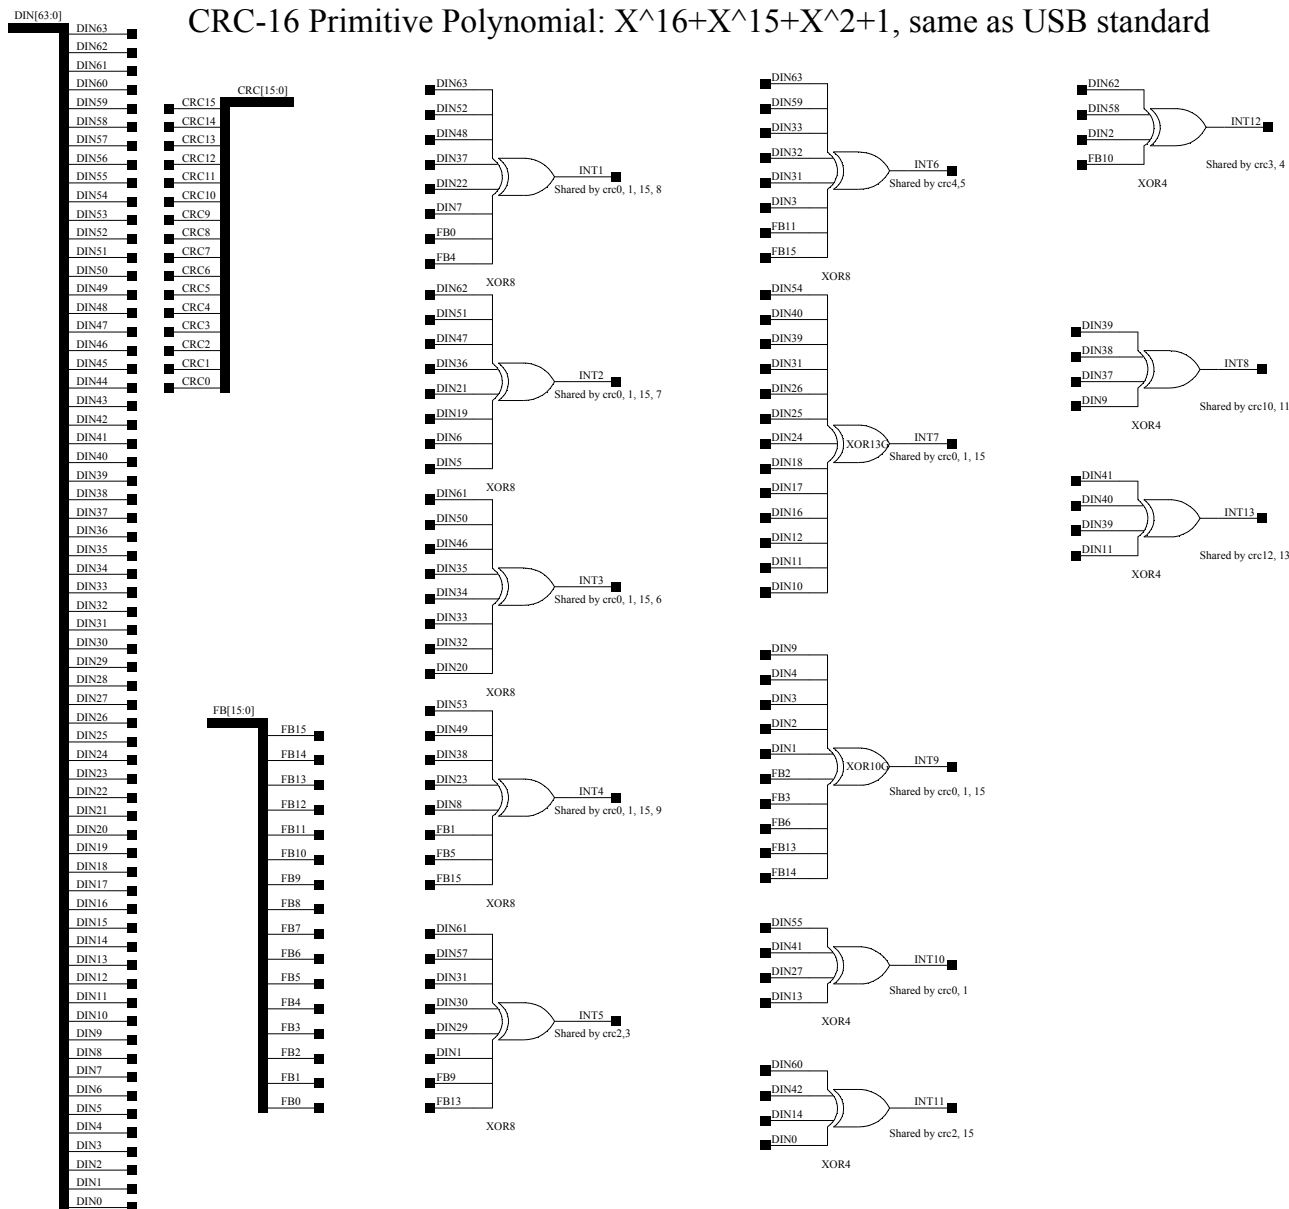 CRC-16 Primitive Polynomial: X^16+X^15+X^2+1, same as USB standard
DIN[63:0]
DIN63
DIN62
DIN61
DIN60
DIN59
DIN58
DIN57
DIN56
DIN55
DIN54
DIN53
DIN52
DIN51
DIN50
DIN49
DIN48
DIN47
DIN46
DIN45
DIN44
DIN43
DIN42
DIN41
DIN40
DIN39
DIN38
DIN37
DIN36
DIN35
DIN34
DIN33
DIN32
DIN31
DIN30
DIN29
DIN28
DIN27
DIN26
DIN25
DIN24
DIN23
DIN22
DIN21
DIN20
DIN19
DIN18
DIN17
DIN16
DIN15
DIN14
DIN13
DIN12
DIN11
DIN10
DIN9
DIN8
DIN7
DIN6
DIN5
DIN4
DIN3
DIN2
DIN1
DIN0
CRC[15:0]
CRC15
CRC14
CRC13
CRC12
CRC11
CRC10
CRC9
CRC8
CRC7
CRC6
CRC5
CRC4
CRC3
CRC2
CRC1
CRC0
FB[15:0]
FB15
FB14
FB13
FB12
FB11
FB10
FB9
FB8
FB7
FB6
FB5
FB4
FB3
FB2
FB1
FB0
DIN63
DIN52
DIN48
DIN37
DIN22
DIN7
FB0
FB4
INT1
Shared by crc0, 1, 15, 8
XOR8
DIN62
DIN51
DIN47
DIN36
DIN21
DIN19
DIN6
DIN5
INT2
Shared by crc0, 1, 15, 7
XOR8
DIN61
DIN50
DIN46
DIN35
DIN34
DIN33
DIN32
DIN20
INT3
Shared by crc0, 1, 15, 6
XOR8
DIN53
DIN49
DIN38
DIN23
DIN8
FB1
FB5
FB15
INT4
Shared by crc0, 1, 15, 9
XOR8
DIN61
DIN57
DIN31
DIN30
DIN29
DIN1
FB9
FB13
INT5
Shared by crc2,3
XOR8
DIN63
DIN59
DIN33
DIN32
DIN31
DIN3
FB11
FB15
INT6
Shared by crc4,5
XOR8
DIN54
DIN40
DIN39
DIN31
DIN26
DIN25
DIN24
DIN18
DIN17
DIN16
DIN12
DIN11
DIN10
XOR13G
INT7
Shared by crc0, 1, 15
DIN9
DIN4
DIN3
DIN2
DIN1
FB2
FB3
FB6
FB13
FB14
XOR10G
INT9
Shared by crc0, 1, 15
DIN55
DIN41
DIN27
DIN13
INT10
Shared by crc0, 1
XOR4
DIN60
DIN42
DIN14
DIN0
INT11
Shared by crc2, 15
XOR4
DIN62
DIN58
DIN2
FB10
INT12
Shared by crc3, 4
XOR4
DIN39
DIN38
DIN37
DIN9
INT8
Shared by crc10, 11
XOR4
DIN41
DIN40
DIN39
DIN11
INT13
Shared by crc12, 13
XOR4